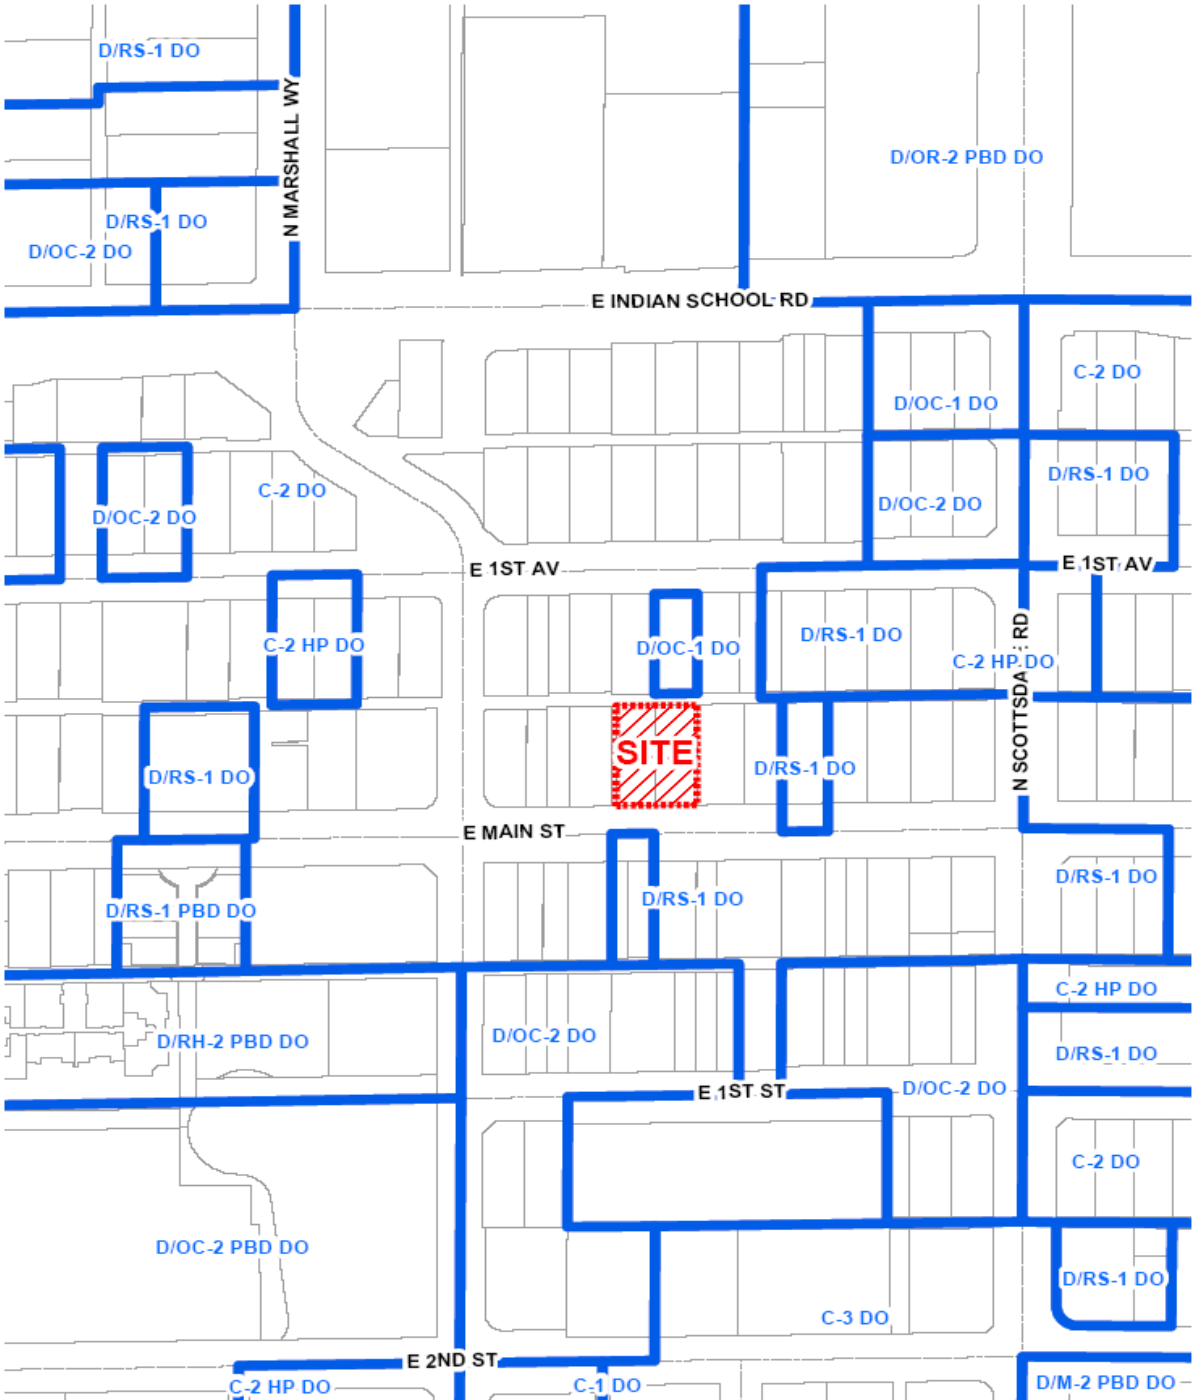 D/RS-1 DO
N MARSHALL WY
D/OR-2 PBD DO
D/RS-1 DO
D/OC-2 DO
E INDIAN SCHOOL RD
C-2 DO
D/OC-1 DO
D/RS-1 DO
C-2 DO
D/OC-2 DO
D/OC-2 DO
E 1ST AV
E 1ST AV
D/RS-1 DO
C-2 HP DO
D/OC-1 DO
C-2 HP DO
N SCOTTSDALE RD
SITE
D/RS-1 DO
D/RS-1 DO
E MAIN ST
D/RS-1 DO
D/RS-1 DO
D/RS-1 PBD DO
C-2 HP DO
D/OC-2 DO
D/RH-2 PBD DO
D/RS-1 DO
E 1ST ST
D/OC-2 DO
C-2 DO
D/OC-2 PBD DO
D/RS-1 DO
C-3 DO
E 2ND ST
C-2 HP DO
C-1 DO
D/M-2 PBD DO